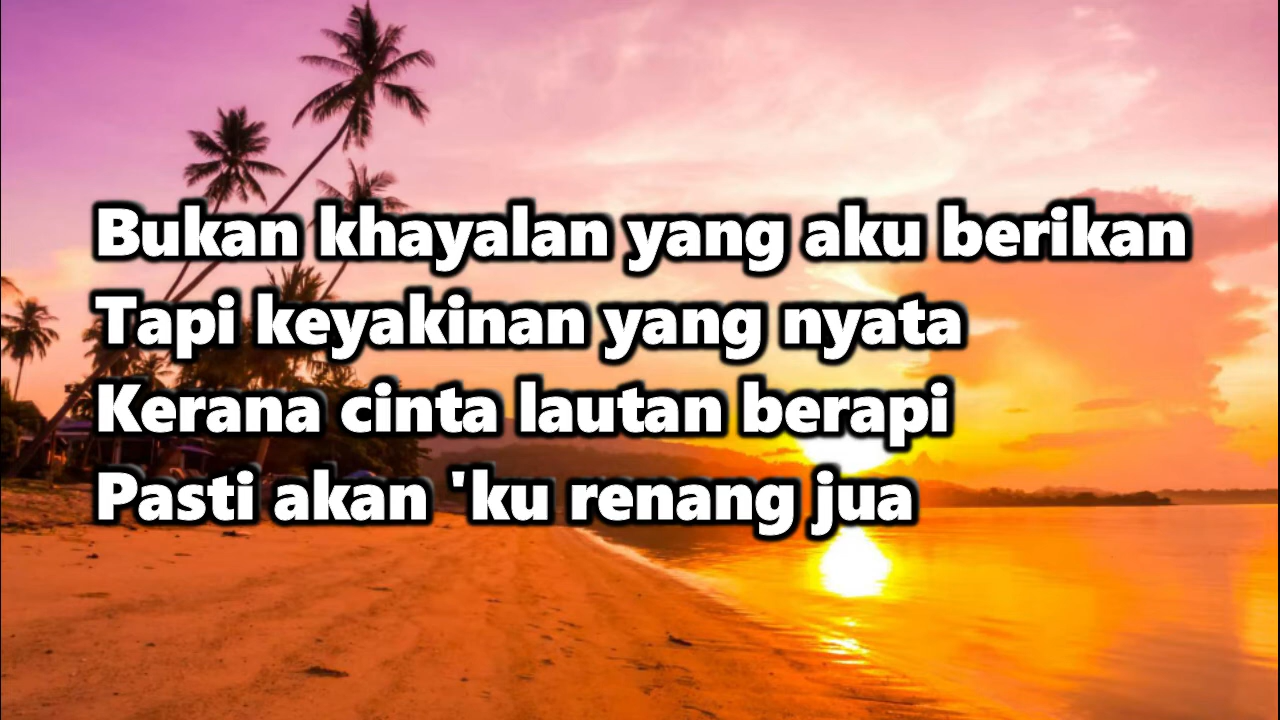 Bukan khayalan yang aku berikan
Tapi keyakinan yang nyata
Kerana cinta lautan berapi
Pasti akan 'ku renang jua